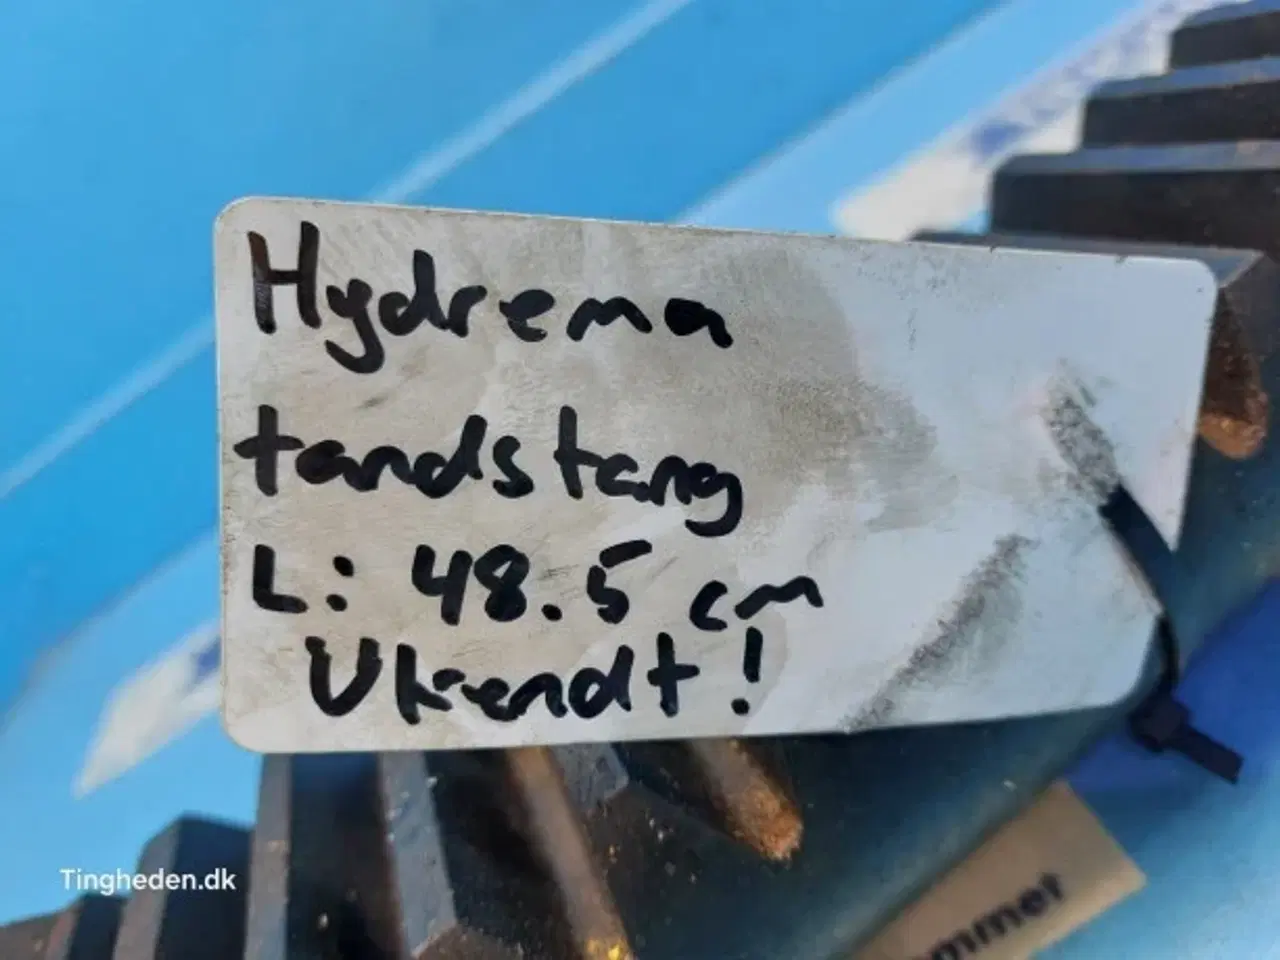 Hydrema
tandstang
L: 48.5 cm
Ukendt!
Tingheden.dk